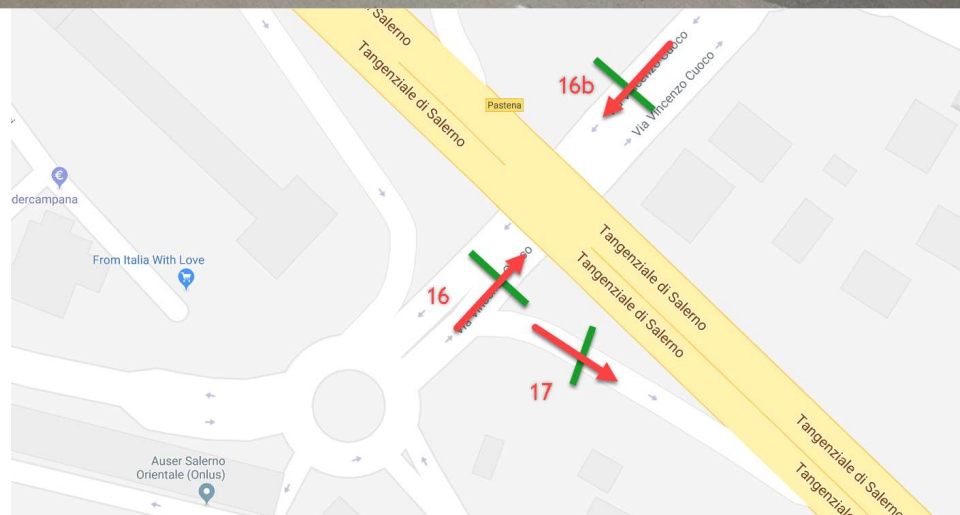 Salerno
Tangenziale di Salerno
Pastena
16b
Cuoco
Via Vincenzo Cuoco
dercampana
From Italia With Love
16
17
Tangenziale di Salerno
Tangenziale di Salerno
Auser Salerno
Orientale (Onlus)
Tangenziale di Salerno
Tangenziale